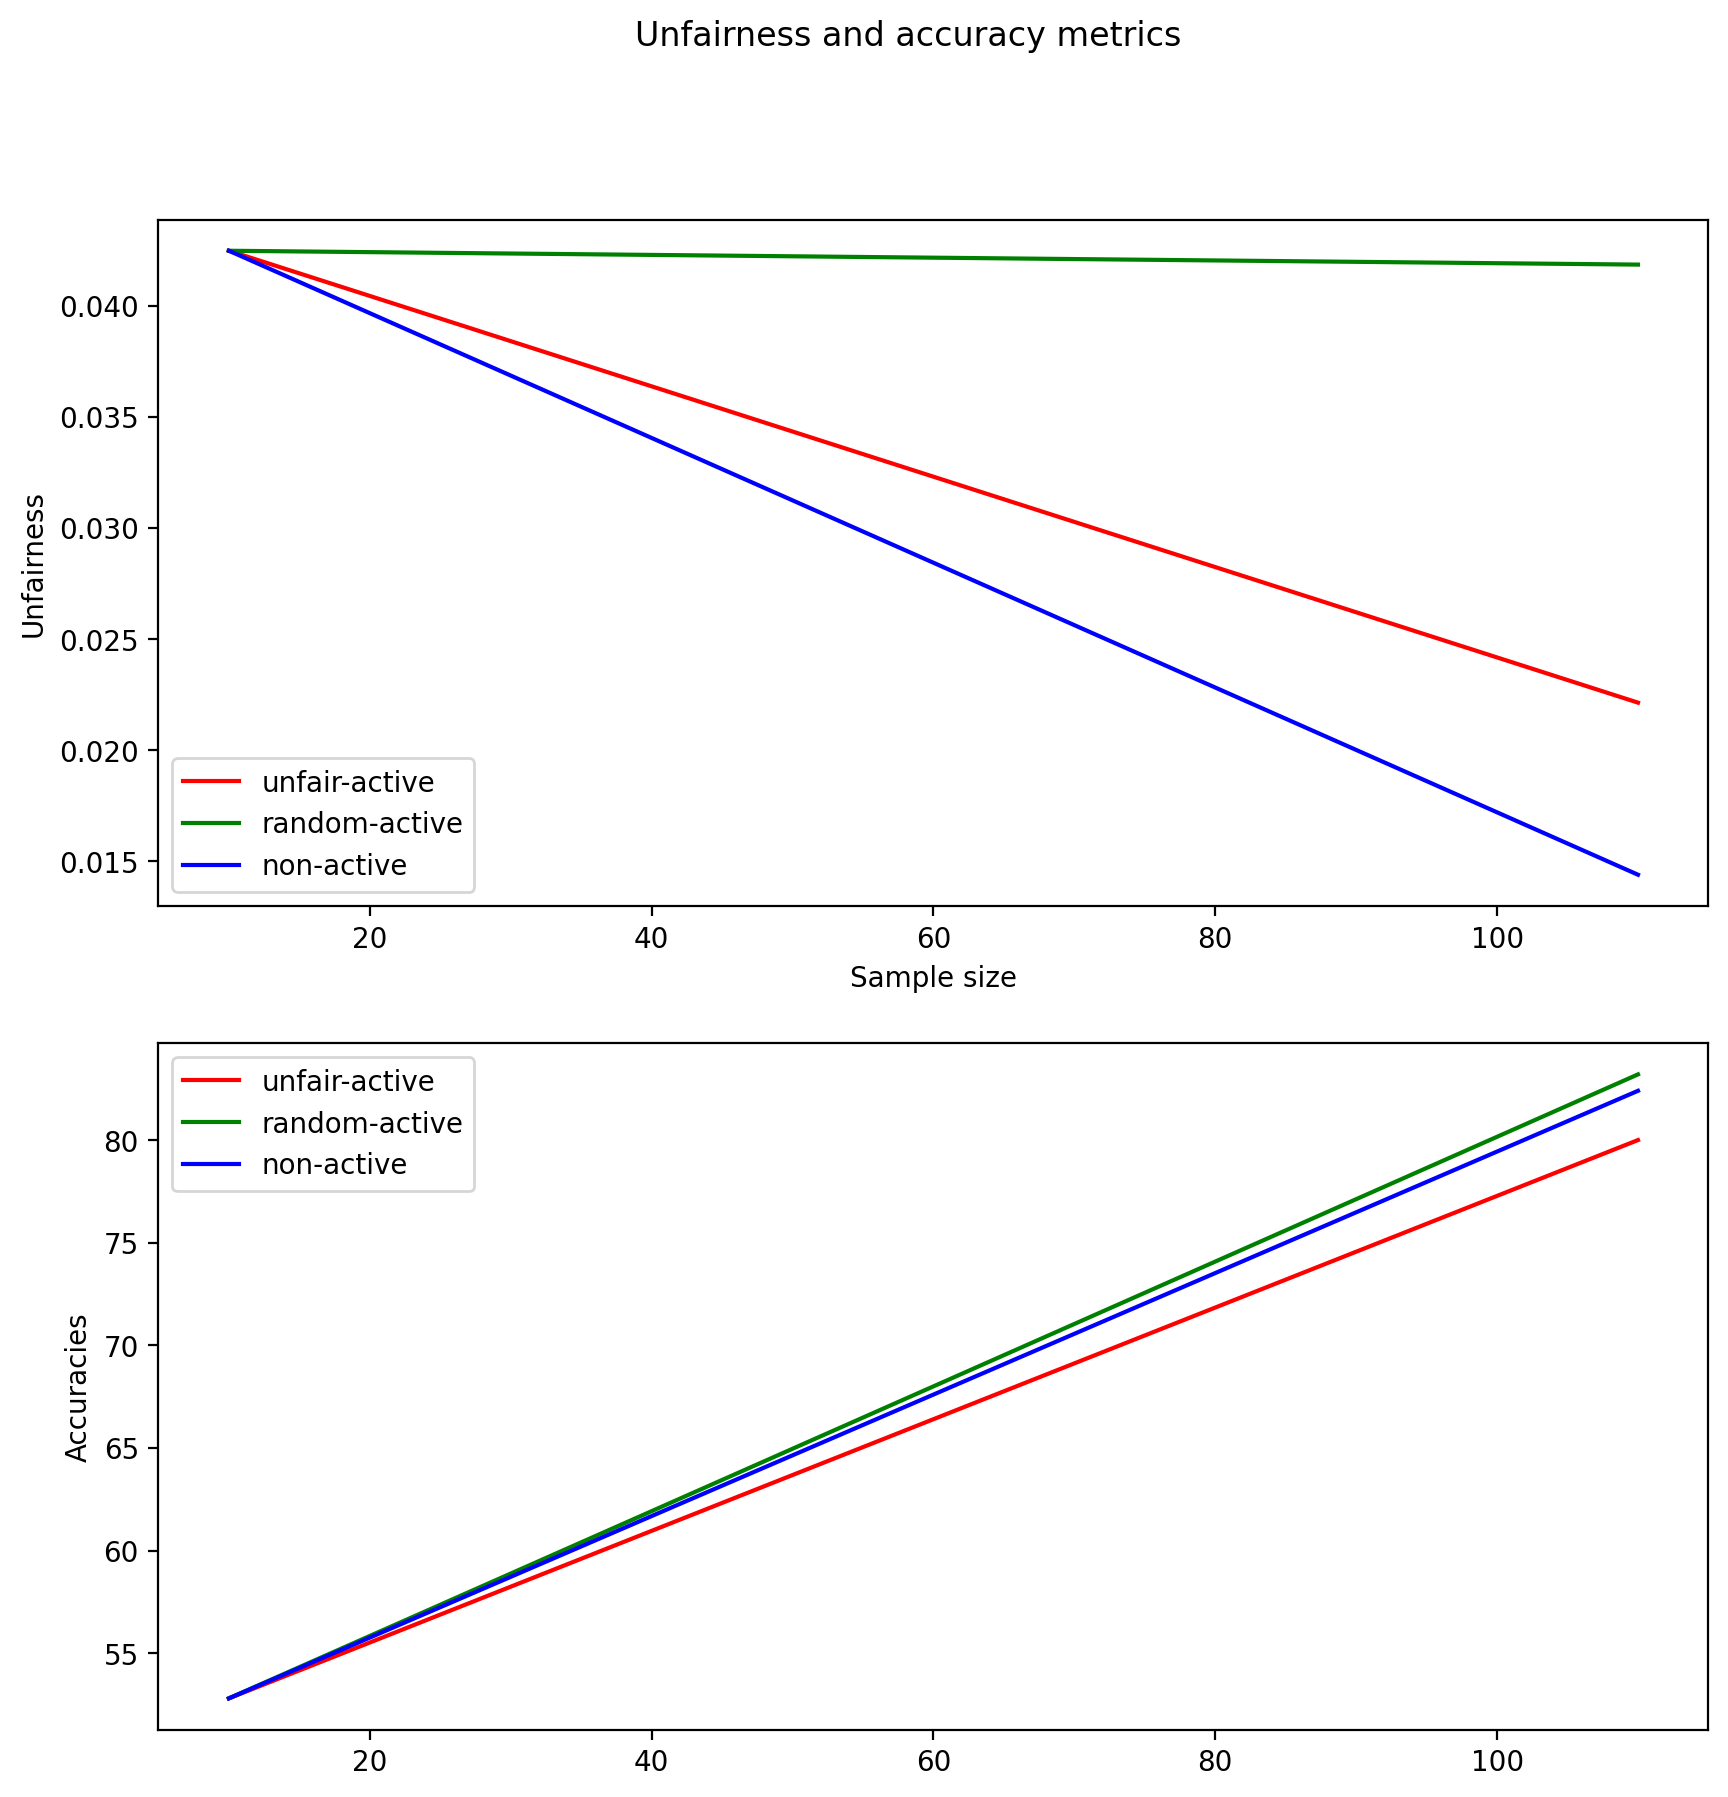 Unfairness and accuracy metrics
0.040
0.035
0.030
0.025
0.020
0.015
Unfairness
unfair-active
random-active
non-active
20 40 60 80 100
Sample size
80
75
70
65
60
55
Accuracies
unfair-active
random-active
non-active
20 40 60 80 100